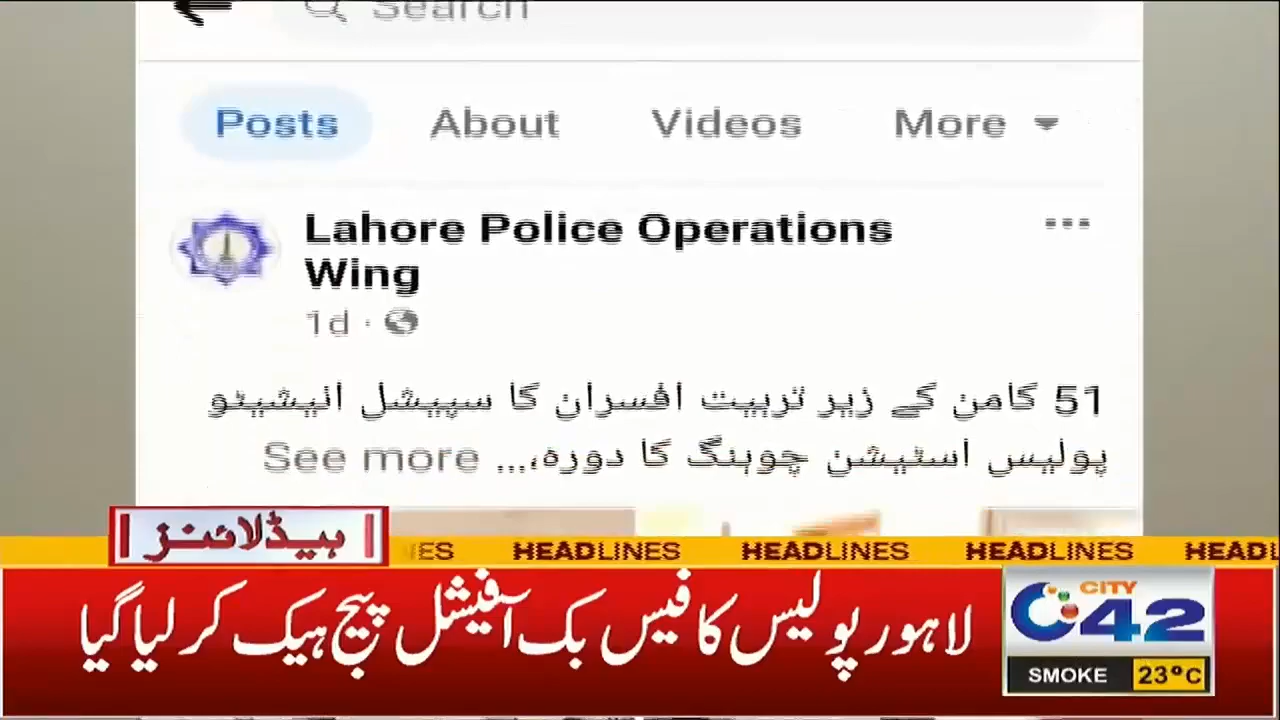 Search
Posts About Videos More
Lahore Police Operations
Wing
1d ·
51 کامن کے زیر تربیت افسران کا سپیشل انیشیٹو
پولیس اسٹیشن چوہنگ کا دورہ،... See more
ہیڈلائنز
IES HEADLINES HEADLINES HEADLINES HEADL
لاہور پولیس کا فیس بک آفیشل پیج ہیک کر لیا گیا
CITY
42
SMOKE 23°C